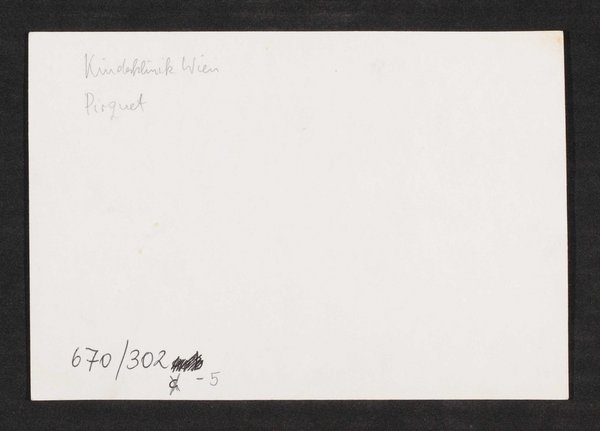 Kinderklinik Wien
Pirquet
670/302
- 5